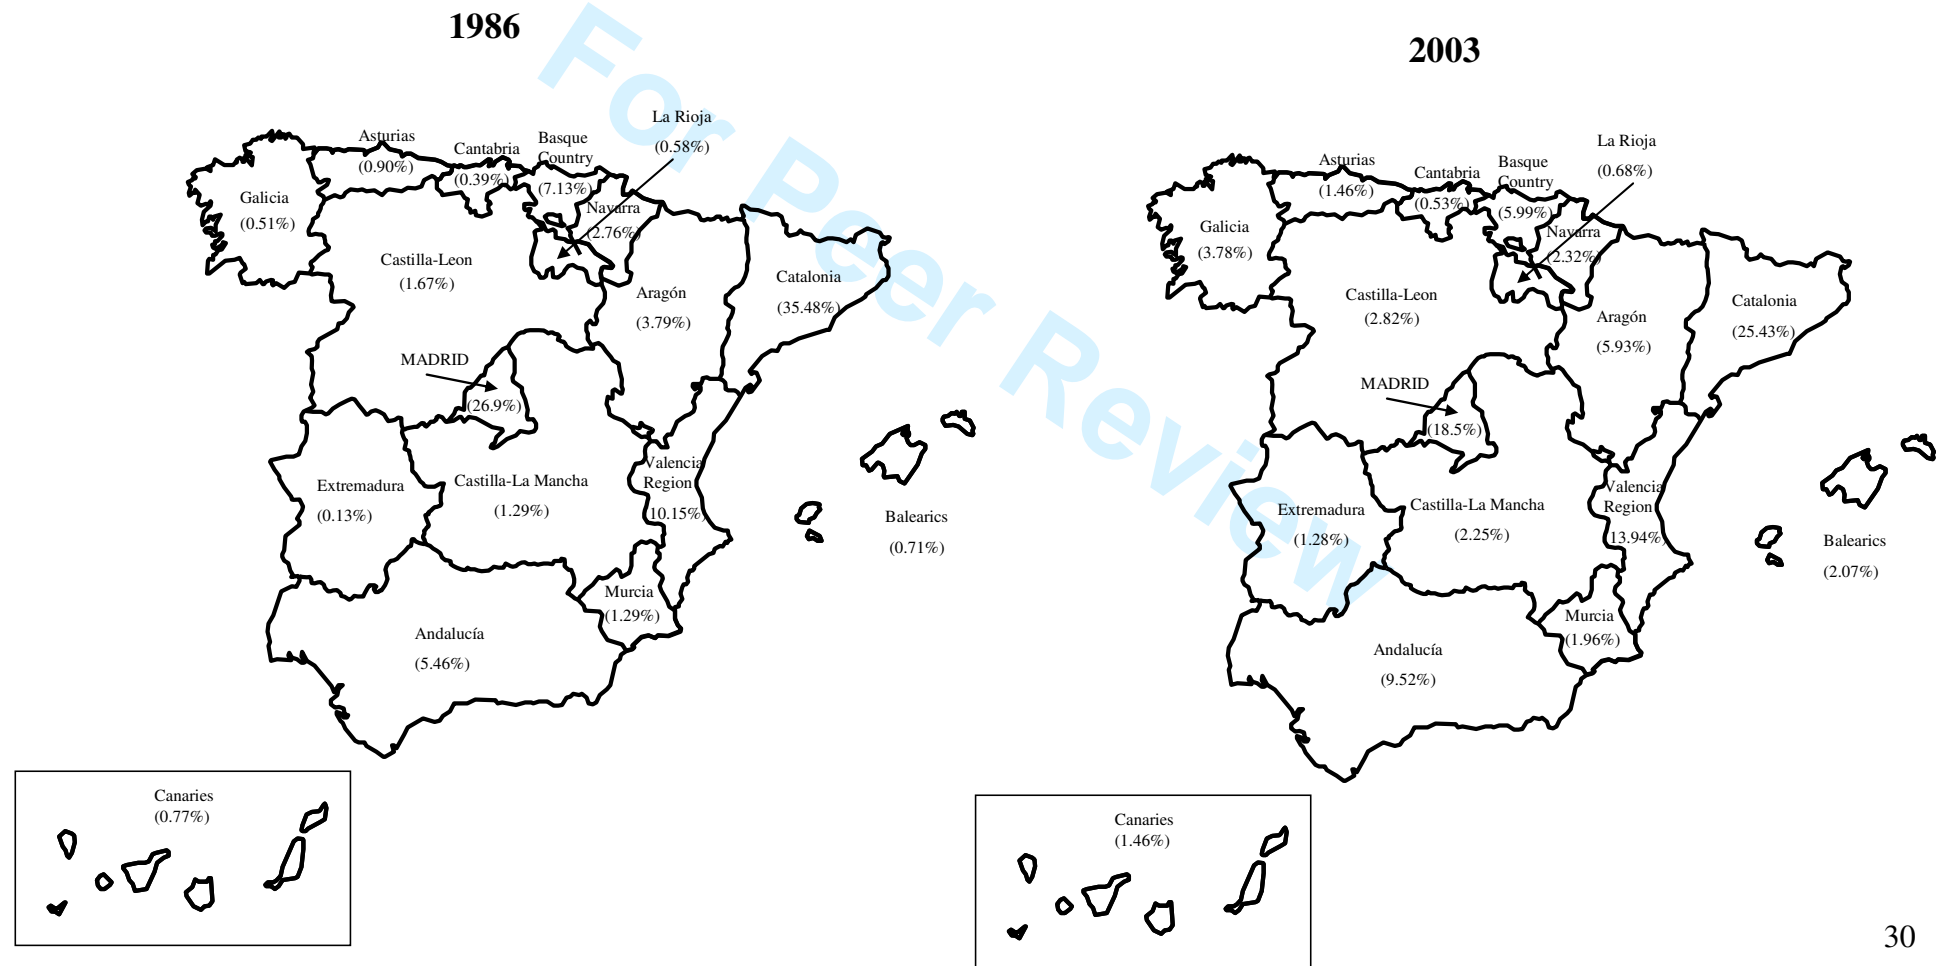 1986
La Rioja
(0.58%)
Asturias
(0.90%)
Cantabria
(0.39%)
Basque
Country
(7.13%)
Navarra
(2.76%)
Galicia
(0.51%)
Castilla-Leon
(1.67%)
Aragón
(3.79%)
Catalonia
(35.48%)
MADRID
(26.9%)
Extremadura
(0.13%)
Castilla-La Mancha
(1.29%)
Valencia
Region
10.15%)
Balearics
(0.71%)
Murcia
(1.29%)
Andalucía
(5.46%)
Canaries
(0.77%)
2003
La Rioja
(0.68%)
Asturias
(1.46%)
Cantabria
(0.53%)
Basque
Country
(5.99%)
Navarra
(2.32%)
Galicia
(3.78%)
Castilla-Leon
(2.82%)
Aragón
(5.93%)
Catalonia
(25.43%)
MADRID
(18.5%)
Extremadura
(1.28%)
Castilla-La Mancha
(2.25%)
Valencia
Region
13.94%)
Balearics
(2.07%)
Murcia
(1.96%)
Andalucía
(9.52%)
Canaries
(1.46%)
For Peer Review
30